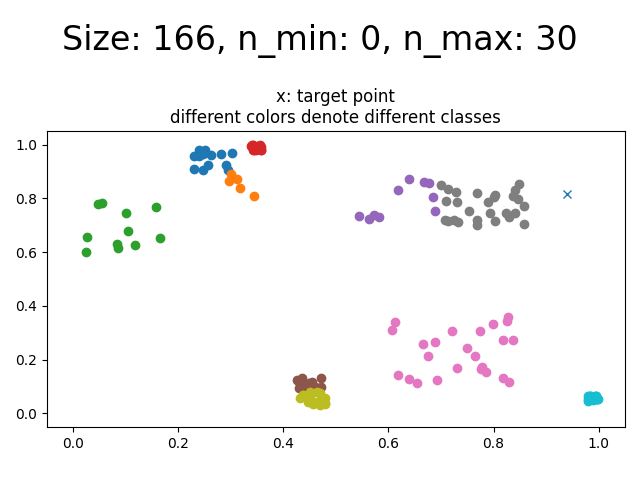 Size: 166, n_min: 0, n_max: 30
x: target point
different colors denote different classes
1.0
0.8
0.6
0.4
0.2
0.0
0.0 0.2 0.4 0.6 0.8 1.0